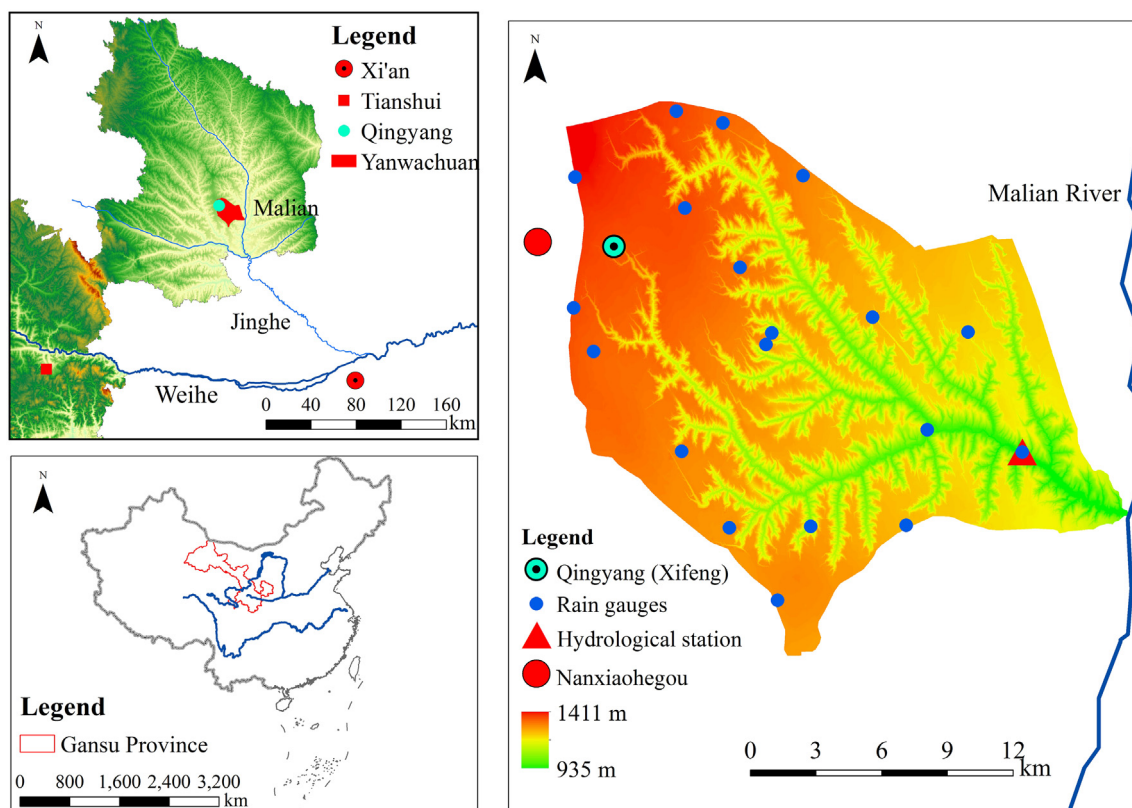 N
Legend
Xi'an
Tianshui
Qingyang
Yanwachuan
Malian
Jinghe
Weihe
0 40 80 120 160
km
N
Legend
Gansu Province
0 800 1,600 2,400 3,200
km
N
Malian River
Legend
Qingyang (Xifeng)
Rain gauges
Hydrological station
Nanxiaohegou
1411 m
935 m
0 3 6 9 12
km